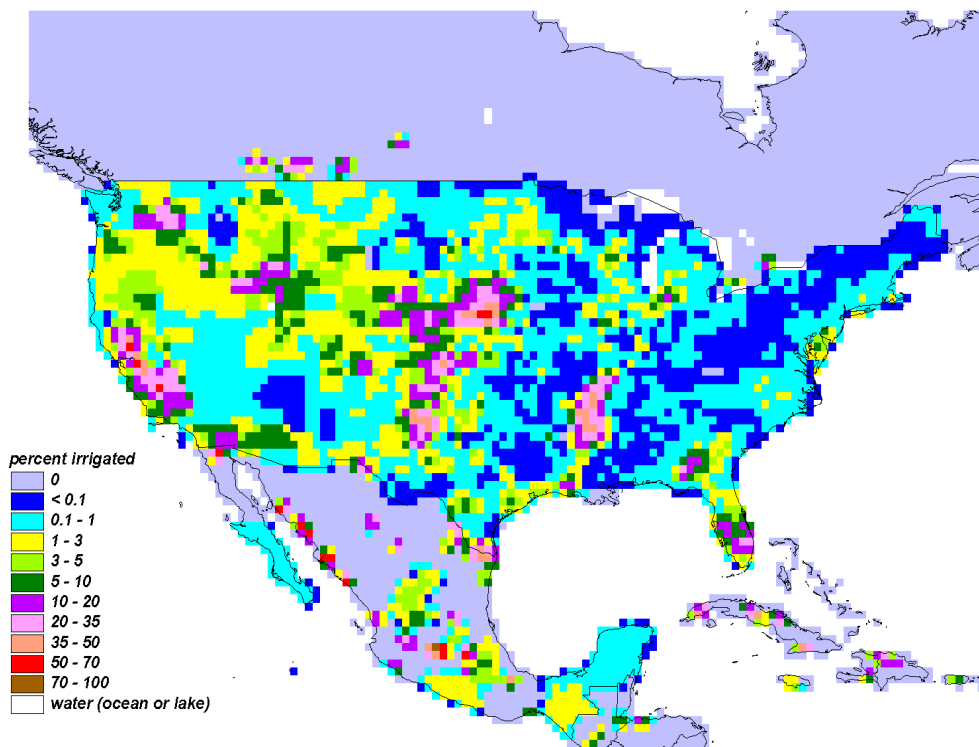 percent irrigated
0
< 0.1
0.1 - 1
1 - 3
3 - 5
5 - 10
10 - 20
20 - 35
35 - 50
50 - 70
70 - 100
water (ocean or lake)